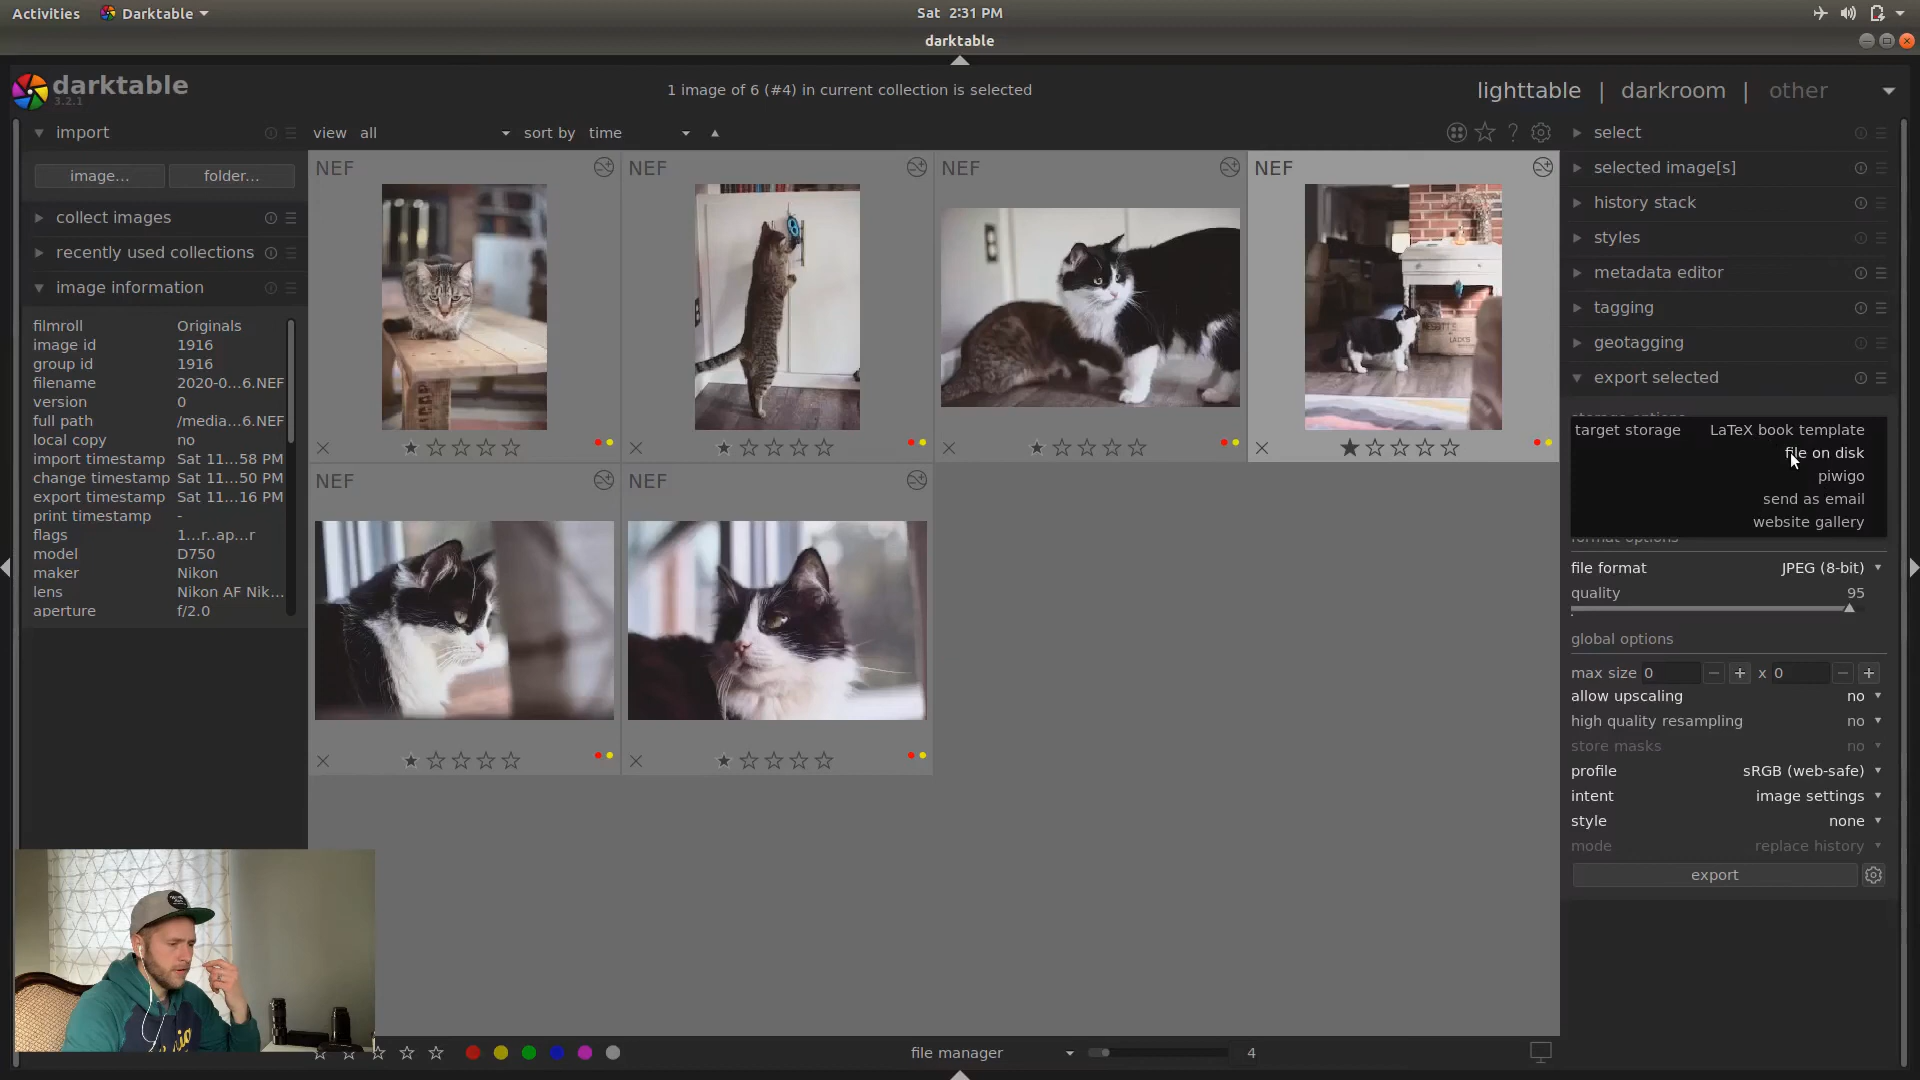 Activities Darktable Sat 2:31 PM
darktable
darktable
3.2.1
1 image of 6 (#4) in current collection is selected
lighttable | darkroom | other
import
view all sort by time
select
image... folder...
NEF NEF NEF NEF
selected image[s]
collect images
history stack
recently used collections
styles
image information
metadata editor
filmroll Originals
image id 1916
group id 1916
filename 2020-0...6.NEF
version 0
full path /media...6.NEF
local copy no
import timestamp Sat 11...58 PM
change timestamp Sat 11...50 PM
export timestamp Sat 11...16 PM
print timestamp -
flags 1...r..ap...r
model D750
maker Nikon
lens Nikon AF Nik...
aperture f/2.0
tagging
geotagging
export selected
target storage LaTeX book template
file on disk
piwigo
send as email
website gallery
format options
file format JPEG (8-bit)
quality 95
global options
max size 0 x 0
allow upscaling no
high quality resampling no
store masks no
profile sRGB (web-safe)
intent image settings
style none
mode replace history
export
NEF NEF
file manager 4